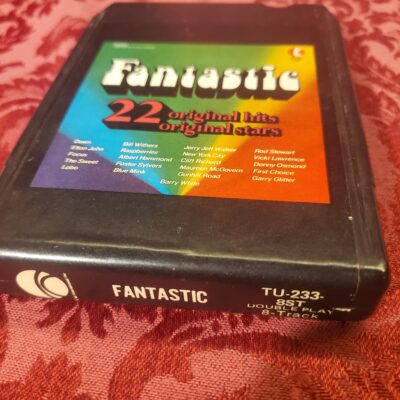 Fantastic
22 original hits
original stars
Dawn
Elton John
Focus
The Sweet
Lobo
Bill Withers
Raspberries
Albert Hammond
Foster Sylvers
Blue Mink
Jerry Jeff Walker
New York City
Cliff Richard
Maureen McGovern
Gunhill Road
Barry White
Rod Stewart
Vicki Lawrence
Donny Osmond
First Choice
Garry Glitter
FANTASTIC
TU-233-
8ST
DOUBLE PLAY
8-Track